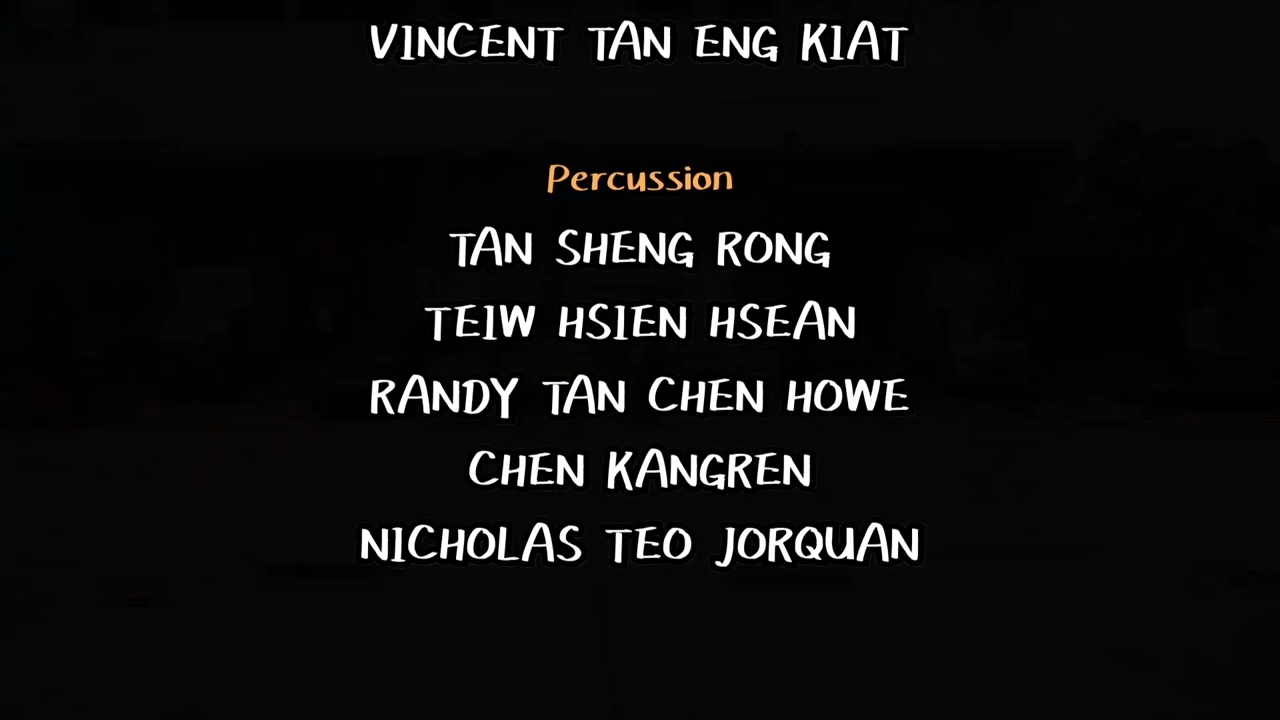 VINCENT TAN ENG KIAT
Percussion
TAN SHENG RONG
TEIW HSIEN HSEAN
RANDY TAN CHEN HOWE
CHEN KANGREN
NICHOLAS TEO JORQUAN